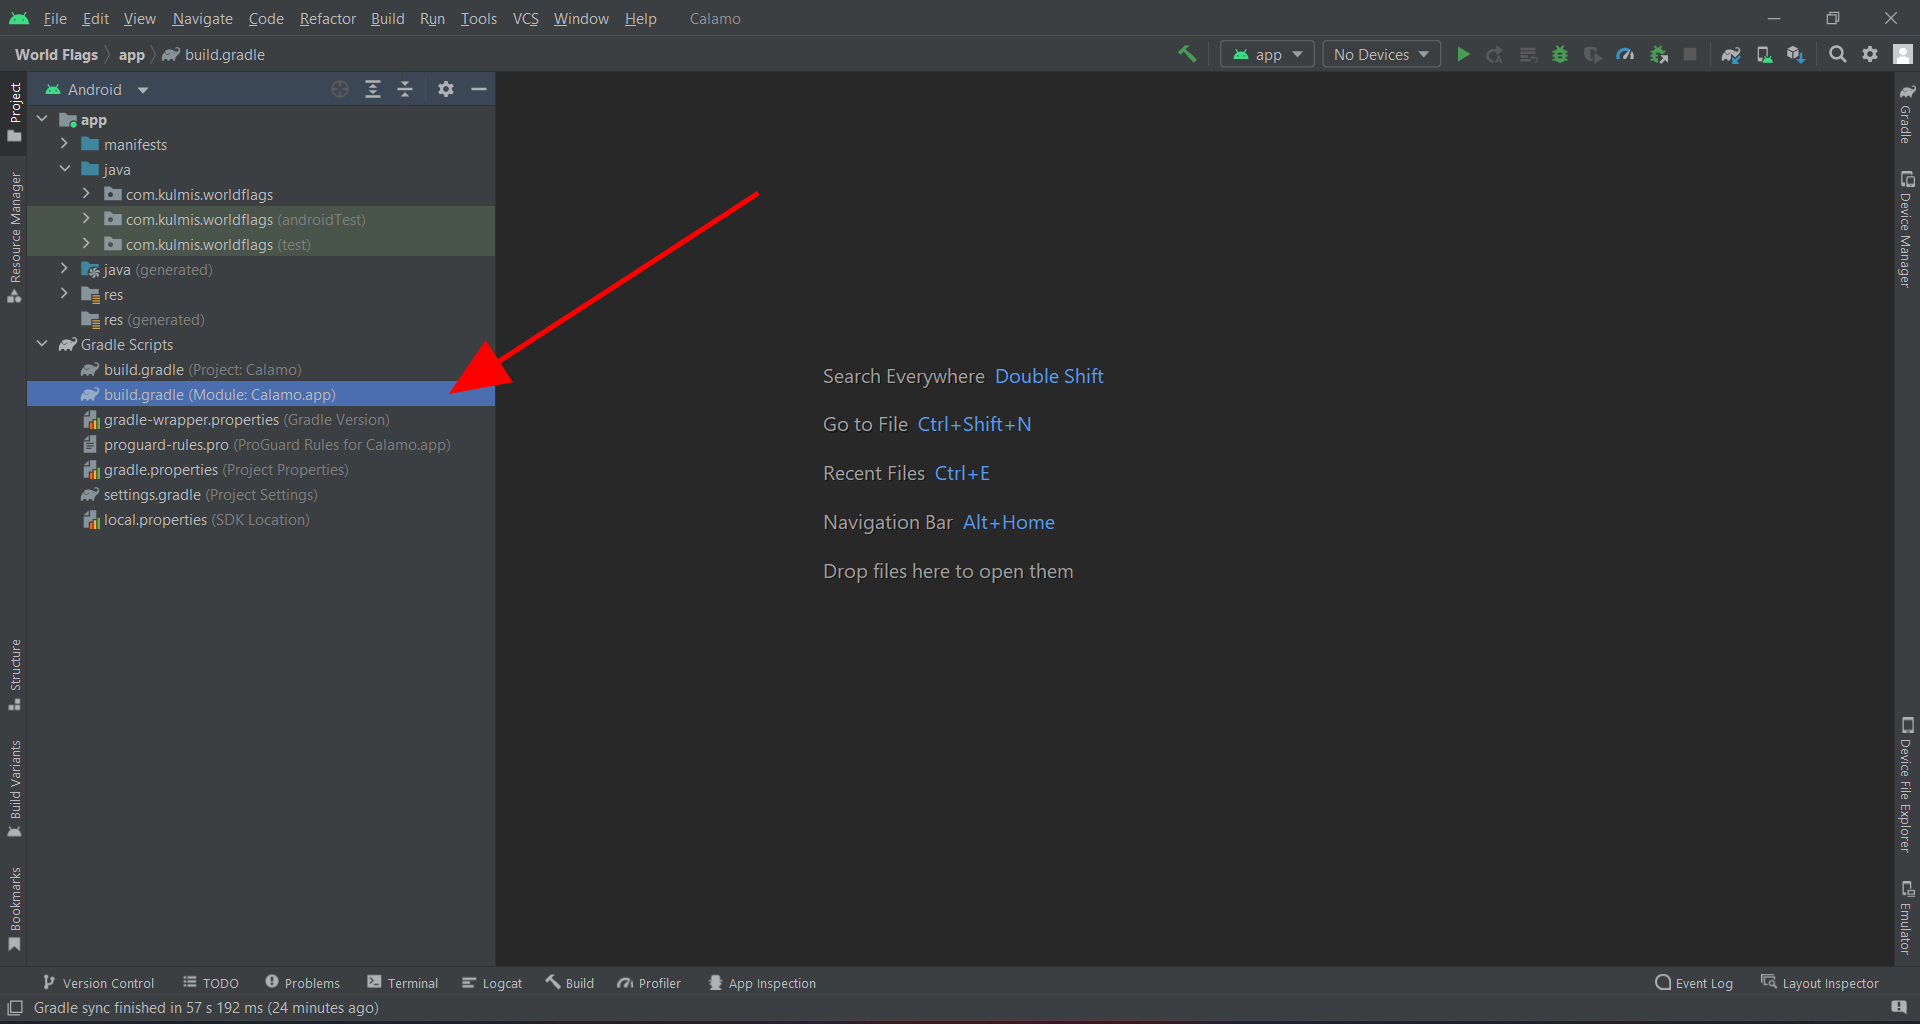 File Edit View Navigate Code Refactor Build Run Tools VCS Window Help Calamo
World Flags app build.gradle
app No Devices
Project
Resource Manager
Structure
Build Variants
Bookmarks
Android
app
manifests
java
com.kulmis.worldflags
com.kulmis.worldflags (androidTest)
com.kulmis.worldflags (test)
java (generated)
res
res (generated)
Gradle Scripts
build.gradle (Project: Calamo)
build.gradle (Module: Calamo.app)
gradle-wrapper.properties (Gradle Version)
proguard-rules.pro (ProGuard Rules for Calamo.app)
gradle.properties (Project Properties)
settings.gradle (Project Settings)
local.properties (SDK Location)
Search Everywhere Double Shift
Go to File Ctrl+Shift+N
Recent Files Ctrl+E
Navigation Bar Alt+Home
Drop files here to open them
Gradle
Device Manager
Device File Explorer
Emulator
Version Control TODO Problems Terminal Logcat Build Profiler App Inspection Event Log Layout Inspector
Gradle sync finished in 57 s 192 ms (24 minutes ago)